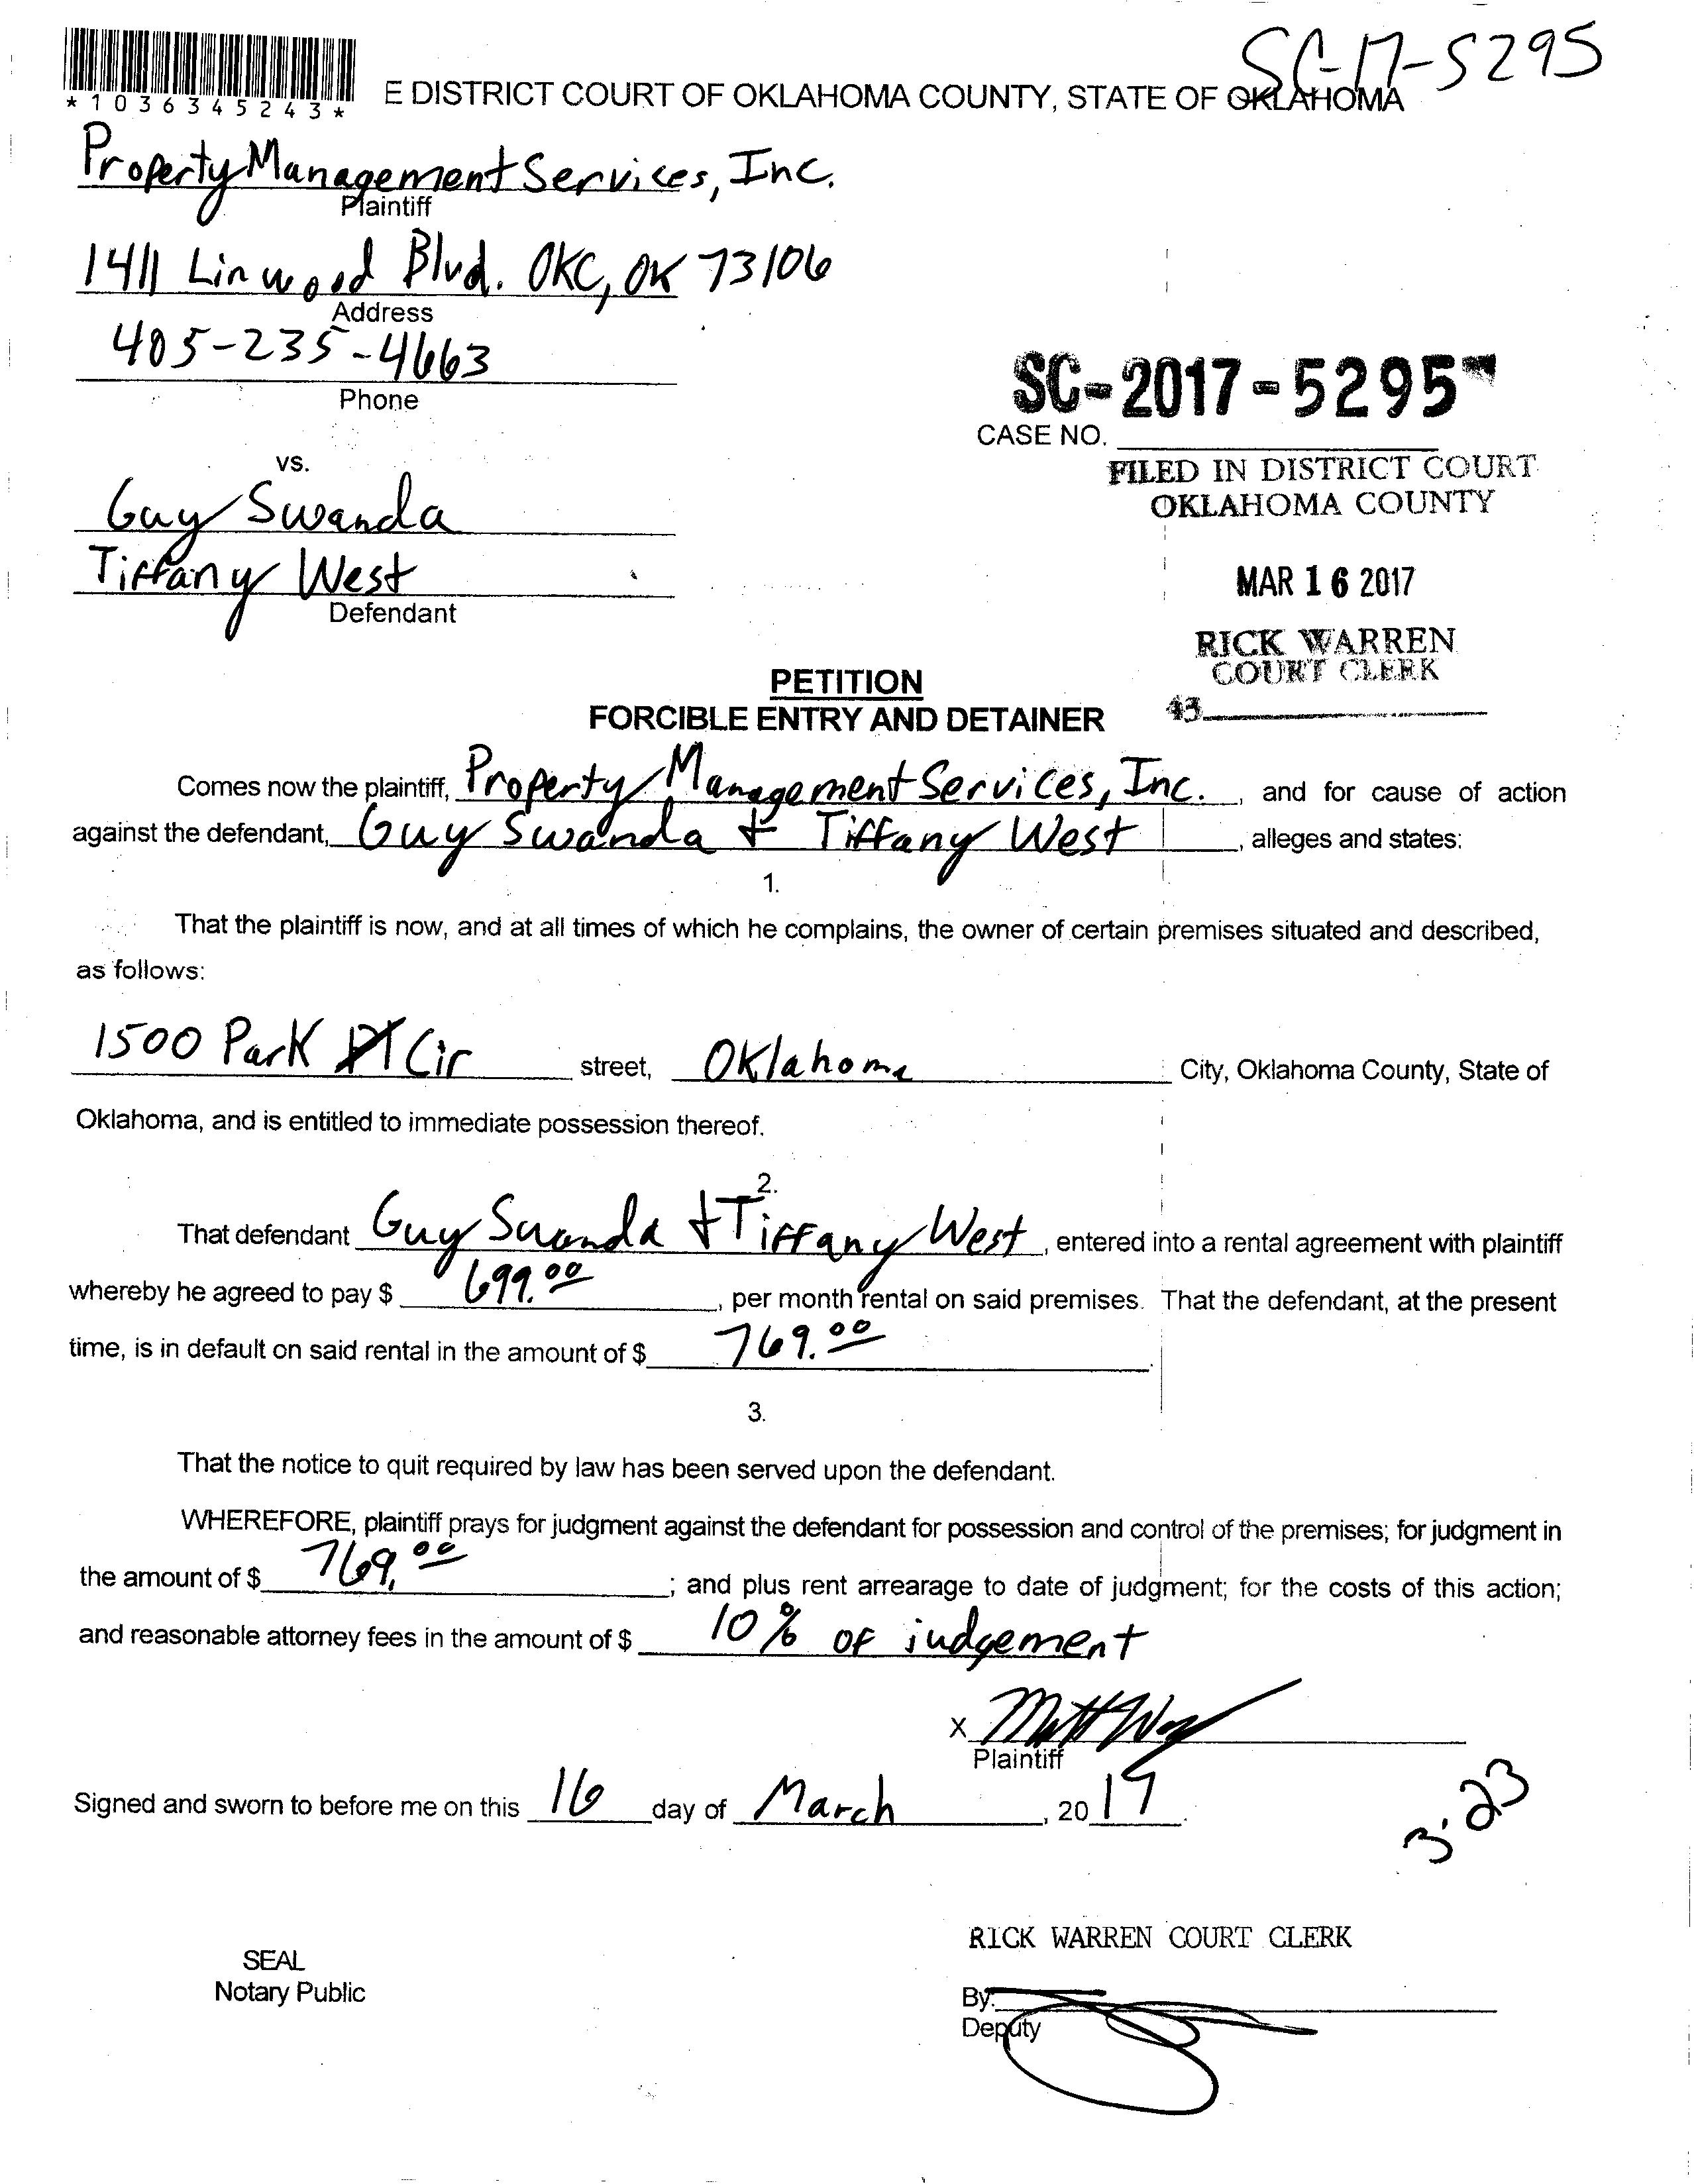 SC-17-5295
*1036345243*
E DISTRICT COURT OF OKLAHOMA COUNTY, STATE OF OKLAHOMA
Property Management Services, Inc.
Plaintiff
1411 Linwood Blvd. OKC, OK 73106
Address
405-235-4663
Phone
SC-2017-5295
CASE NO.
vs.
FILED IN DISTRICT COURT
OKLAHOMA COUNTY
Guy Swanda
Tiffany West
Defendant
MAR 16 2017
RICK WARREN
COURT CLERK
43
PETITION
FORCIBLE ENTRY AND DETAINER
Comes now the plaintiff, Property Management Services, Inc. , and for cause of action
against the defendant, Guy Swanda + Tiffany West , alleges and states:
1.
That the plaintiff is now, and at all times of which he complains, the owner of certain premises situated and described,
as follows:
1500 Park Cir street, Oklahoma City, Oklahoma County, State of
Oklahoma, and is entitled to immediate possession thereof.
2.
That defendant Guy Swanda + Tiffany West , entered into a rental agreement with plaintiff
whereby he agreed to pay $ 699.00 , per month rental on said premises. That the defendant, at the present
time, is in default on said rental in the amount of $ 769.00 .
3.
That the notice to quit required by law has been served upon the defendant.
WHEREFORE, plaintiff prays for judgment against the defendant for possession and control of the premises; for judgment in
the amount of $ 769.00 ; and plus rent arrearage to date of judgment; for the costs of this action;
and reasonable attorney fees in the amount of $ 10% of judgement
X
Plaintiff
Signed and sworn to before me on this 16 day of March , 20 17 .
3.23
RICK WARREN COURT CLERK
SEAL
Notary Public
By:
Deputy